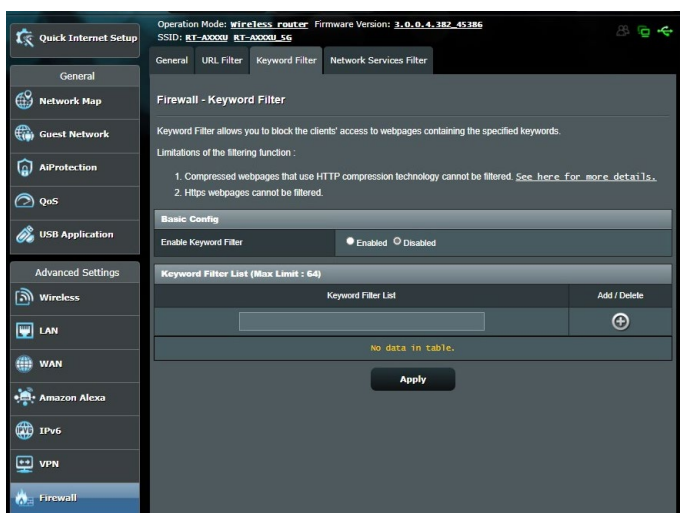 Quick Internet Setup
General
Network Map
Guest Network
AiProtection
QoS
USB Application
Advanced Settings
Wireless
LAN
WAN
Amazon Alexa
IPv6
VPN
Firewall
Operation Mode: Wireless router Firmware Version: 3.0.0.4.382_45386
SSID: RT-AXXXU RT-AXXXU_5G
General URL Filter Keyword Filter Network Services Filter
Firewall - Keyword Filter
Keyword Filter allows you to block the clients' access to webpages containing the specified keywords.
Limitations of the filtering function :
1. Compressed webpages that use HTTP compression technology cannot be filtered. See here for more details.
2. Https webpages cannot be filtered.
Basic Config
Enable Keyword Filter Enabled Disabled
Keyword Filter List (Max Limit : 64)
Keyword Filter List Add / Delete
No data in table.
Apply